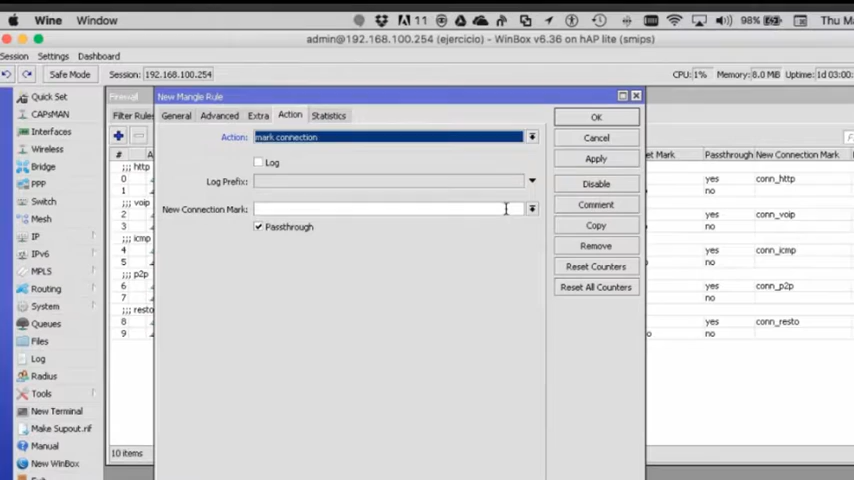 Wine Window 11 98% Thu Ma
admin@192.168.100.254 (ejercicio) - WinBox v6.36 on hAP lite (smips)
Session Settings Dashboard
Safe Mode Session: 192.168.100.254 CPU: 1% Memory: 8.0 MB Uptime: 1d 03:00:
Quick Set
CAPsMAN
Interfaces
Wireless
Bridge
PPP
Switch
Mesh
IP
IPv6
MPLS
Routing
System
Queues
Files
Log
Radius
Tools
New Terminal
Make Supout.rif
Manual
New WinBox
Firewall
Filter Rules
#
;;; http
0
1
;;; voip
2
3
;;; icmp
4
5
;;; p2p
6
7
;;; resto
8
9
10 items
New Mangle Rule
General Advanced Extra Action Statistics
Action: mark connection
Log
Log Prefix:
New Connection Mark:
Passthrough
OK
Cancel
Apply
Disable
Comment
Copy
Remove
Reset Counters
Reset All Counters
et Mark Passthrough New Connection Mark
yes conn_http
no
yes conn_voip
no
yes conn_icmp
no
yes conn_p2p
no
yes conn_resto
no